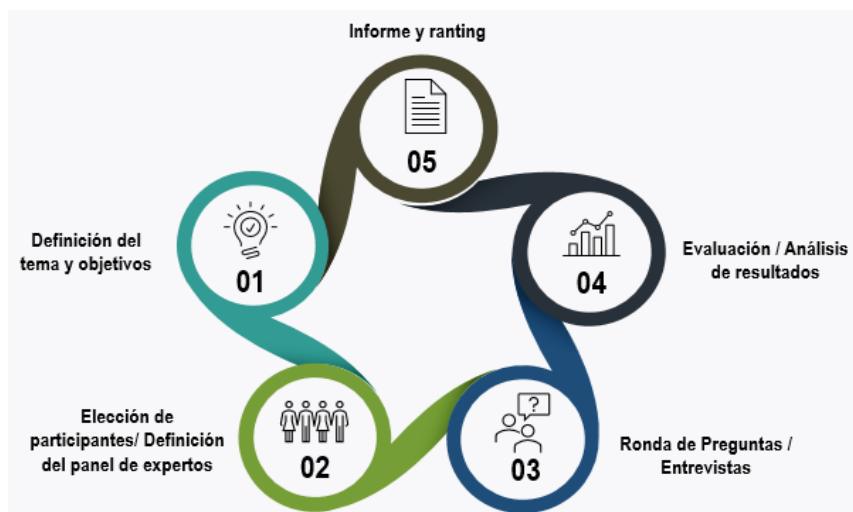 Informe y ranting
05
Definición del
tema y objetivos
01
Evaluación / Análisis
de resultados
04
Elección de
participantes/ Definición
del panel de expertos
02
?
03
Ronda de Preguntas /
Entrevistas